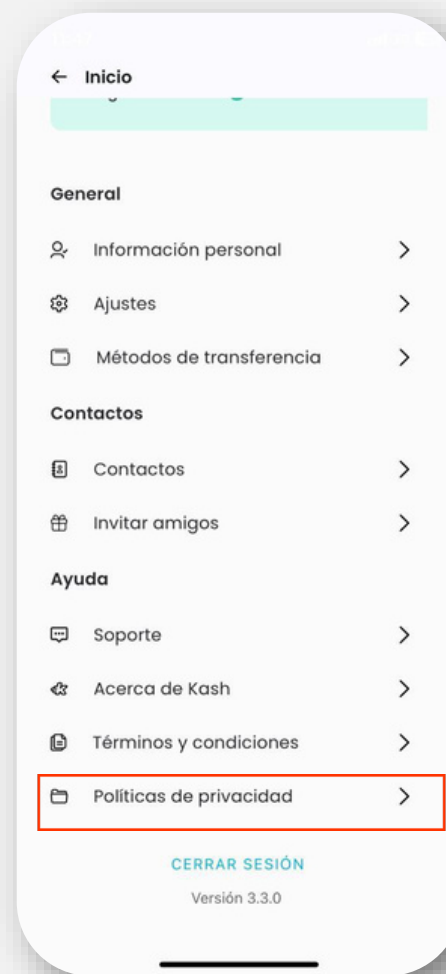 Inicio
General
Información personal
Ajustes
Métodos de transferencia
Contactos
Contactos
Invitar amigos
Ayuda
Soporte
Acerca de Kash
Términos y condiciones
Políticas de privacidad
CERRAR SESIÓN
Versión 3.3.0